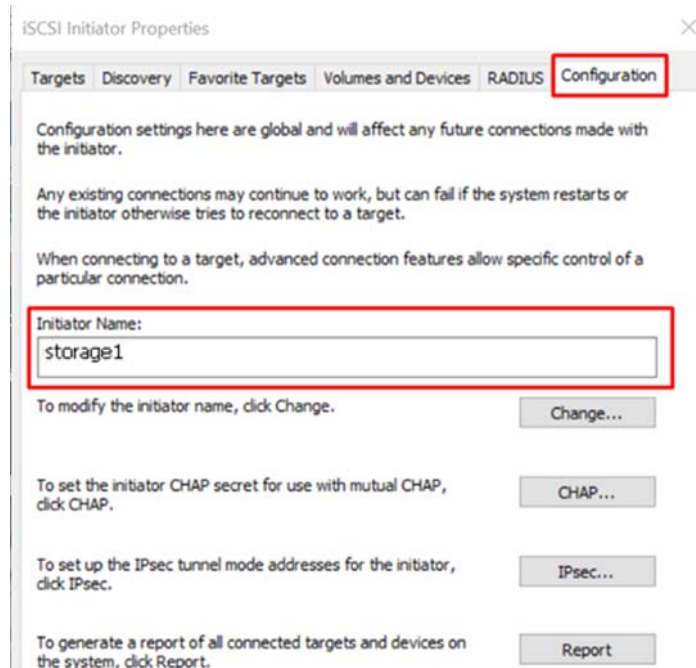 iSCSI Initiator Properties
Targets Discovery Favorite Targets Volumes and Devices RADIUS Configuration
Configuration settings here are global and will affect any future connections made with
the initiator.
Any existing connections may continue to work, but can fail if the system restarts or
the initiator otherwise tries to reconnect to a target.
When connecting to a target, advanced connection features allow specific control of a
particular connection.
Initiator Name:
storage1
To modify the initiator name, click Change.
Change...
To set the initiator CHAP secret for use with mutual CHAP,
click CHAP.
CHAP...
To set up the IPsec tunnel mode addresses for the initiator,
click IPsec.
IPsec...
To generate a report of all connected targets and devices on
the system, click Report.
Report